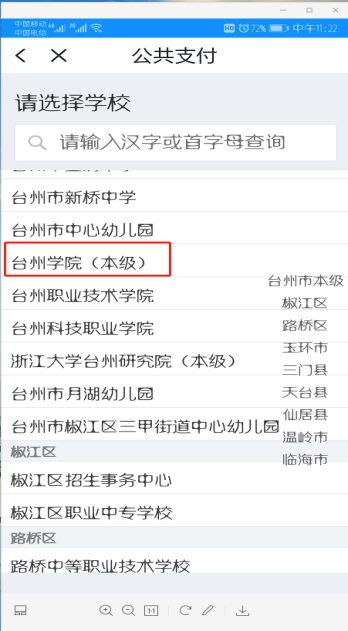 中国移动
中国电信
HD 72% 中午11:22
公共支付
请选择学校
请输入汉字或首字母查询
台州市新桥中学
台州市中心幼儿园
台州学院（本级）
台州职业技术学院
台州科技职业学院
浙江大学台州研究院（本级）
台州市月湖幼儿园
台州市椒江区三甲街道中心幼儿园
椒江区
椒江区招生事务中心
椒江区职业中专学校
路桥区
路桥中等职业技术学校
台州市本级
椒江区
路桥区
玉环市
三门县
天台县
仙居县
温岭市
临海市
1:1